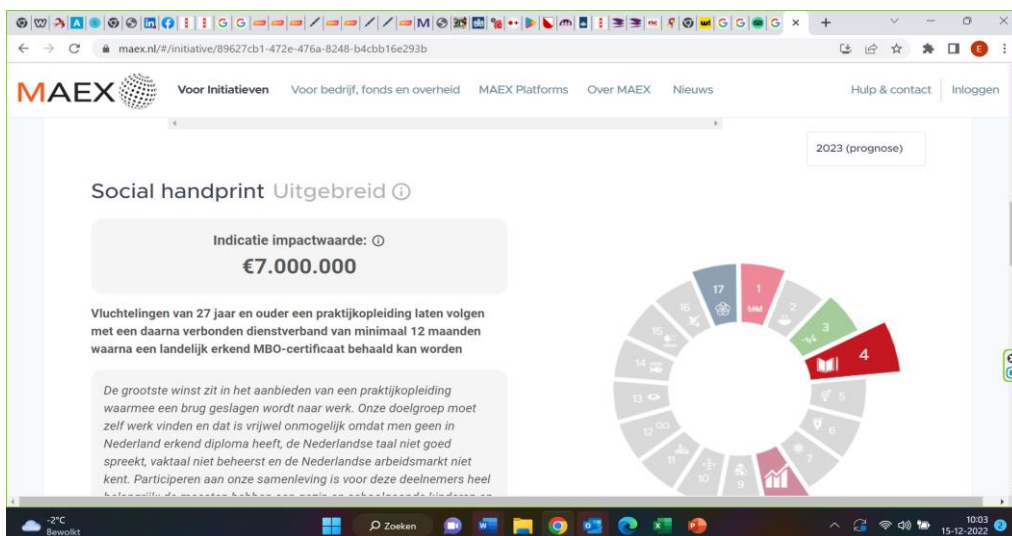 maex.nl/#/initiative/89627cb1-472e-476a-8248-b4cbb16e293b
MAEX
Voor Initiatieven Voor bedrijf, fonds en overheid MAEX Platforms Over MAEX Nieuws Hulp & contact Inloggen
2023 (prognose)
Social handprint Uitgebreid
Indicatie impactwaarde:
€7.000.000
Vluchtelingen van 27 jaar en ouder een praktijkopleiding laten volgen
met een daarna verbonden dienstverband van minimaal 12 maanden
waarna een landelijk erkend MBO-certificaat behaald kan worden
De grootste winst zit in het aanbieden van een praktijkopleiding
waarmee een brug geslagen wordt naar werk. Onze doelgroep moet
zelf werk vinden en dat is vrijwel onmogelijk omdat men geen in
Nederland erkend diploma heeft, de Nederlandse taal niet goed
spreekt, vaktaal niet beheerst en de Nederlandse arbeidsmarkt niet
kent. Participeren aan onze samenleving is voor deze deelnemers heel
17
1
2
3
4
5
6
7
9
10
11
12
13
14
15
16
-2°C
Bewolkt
Zoeken
10:03
15-12-2022
2